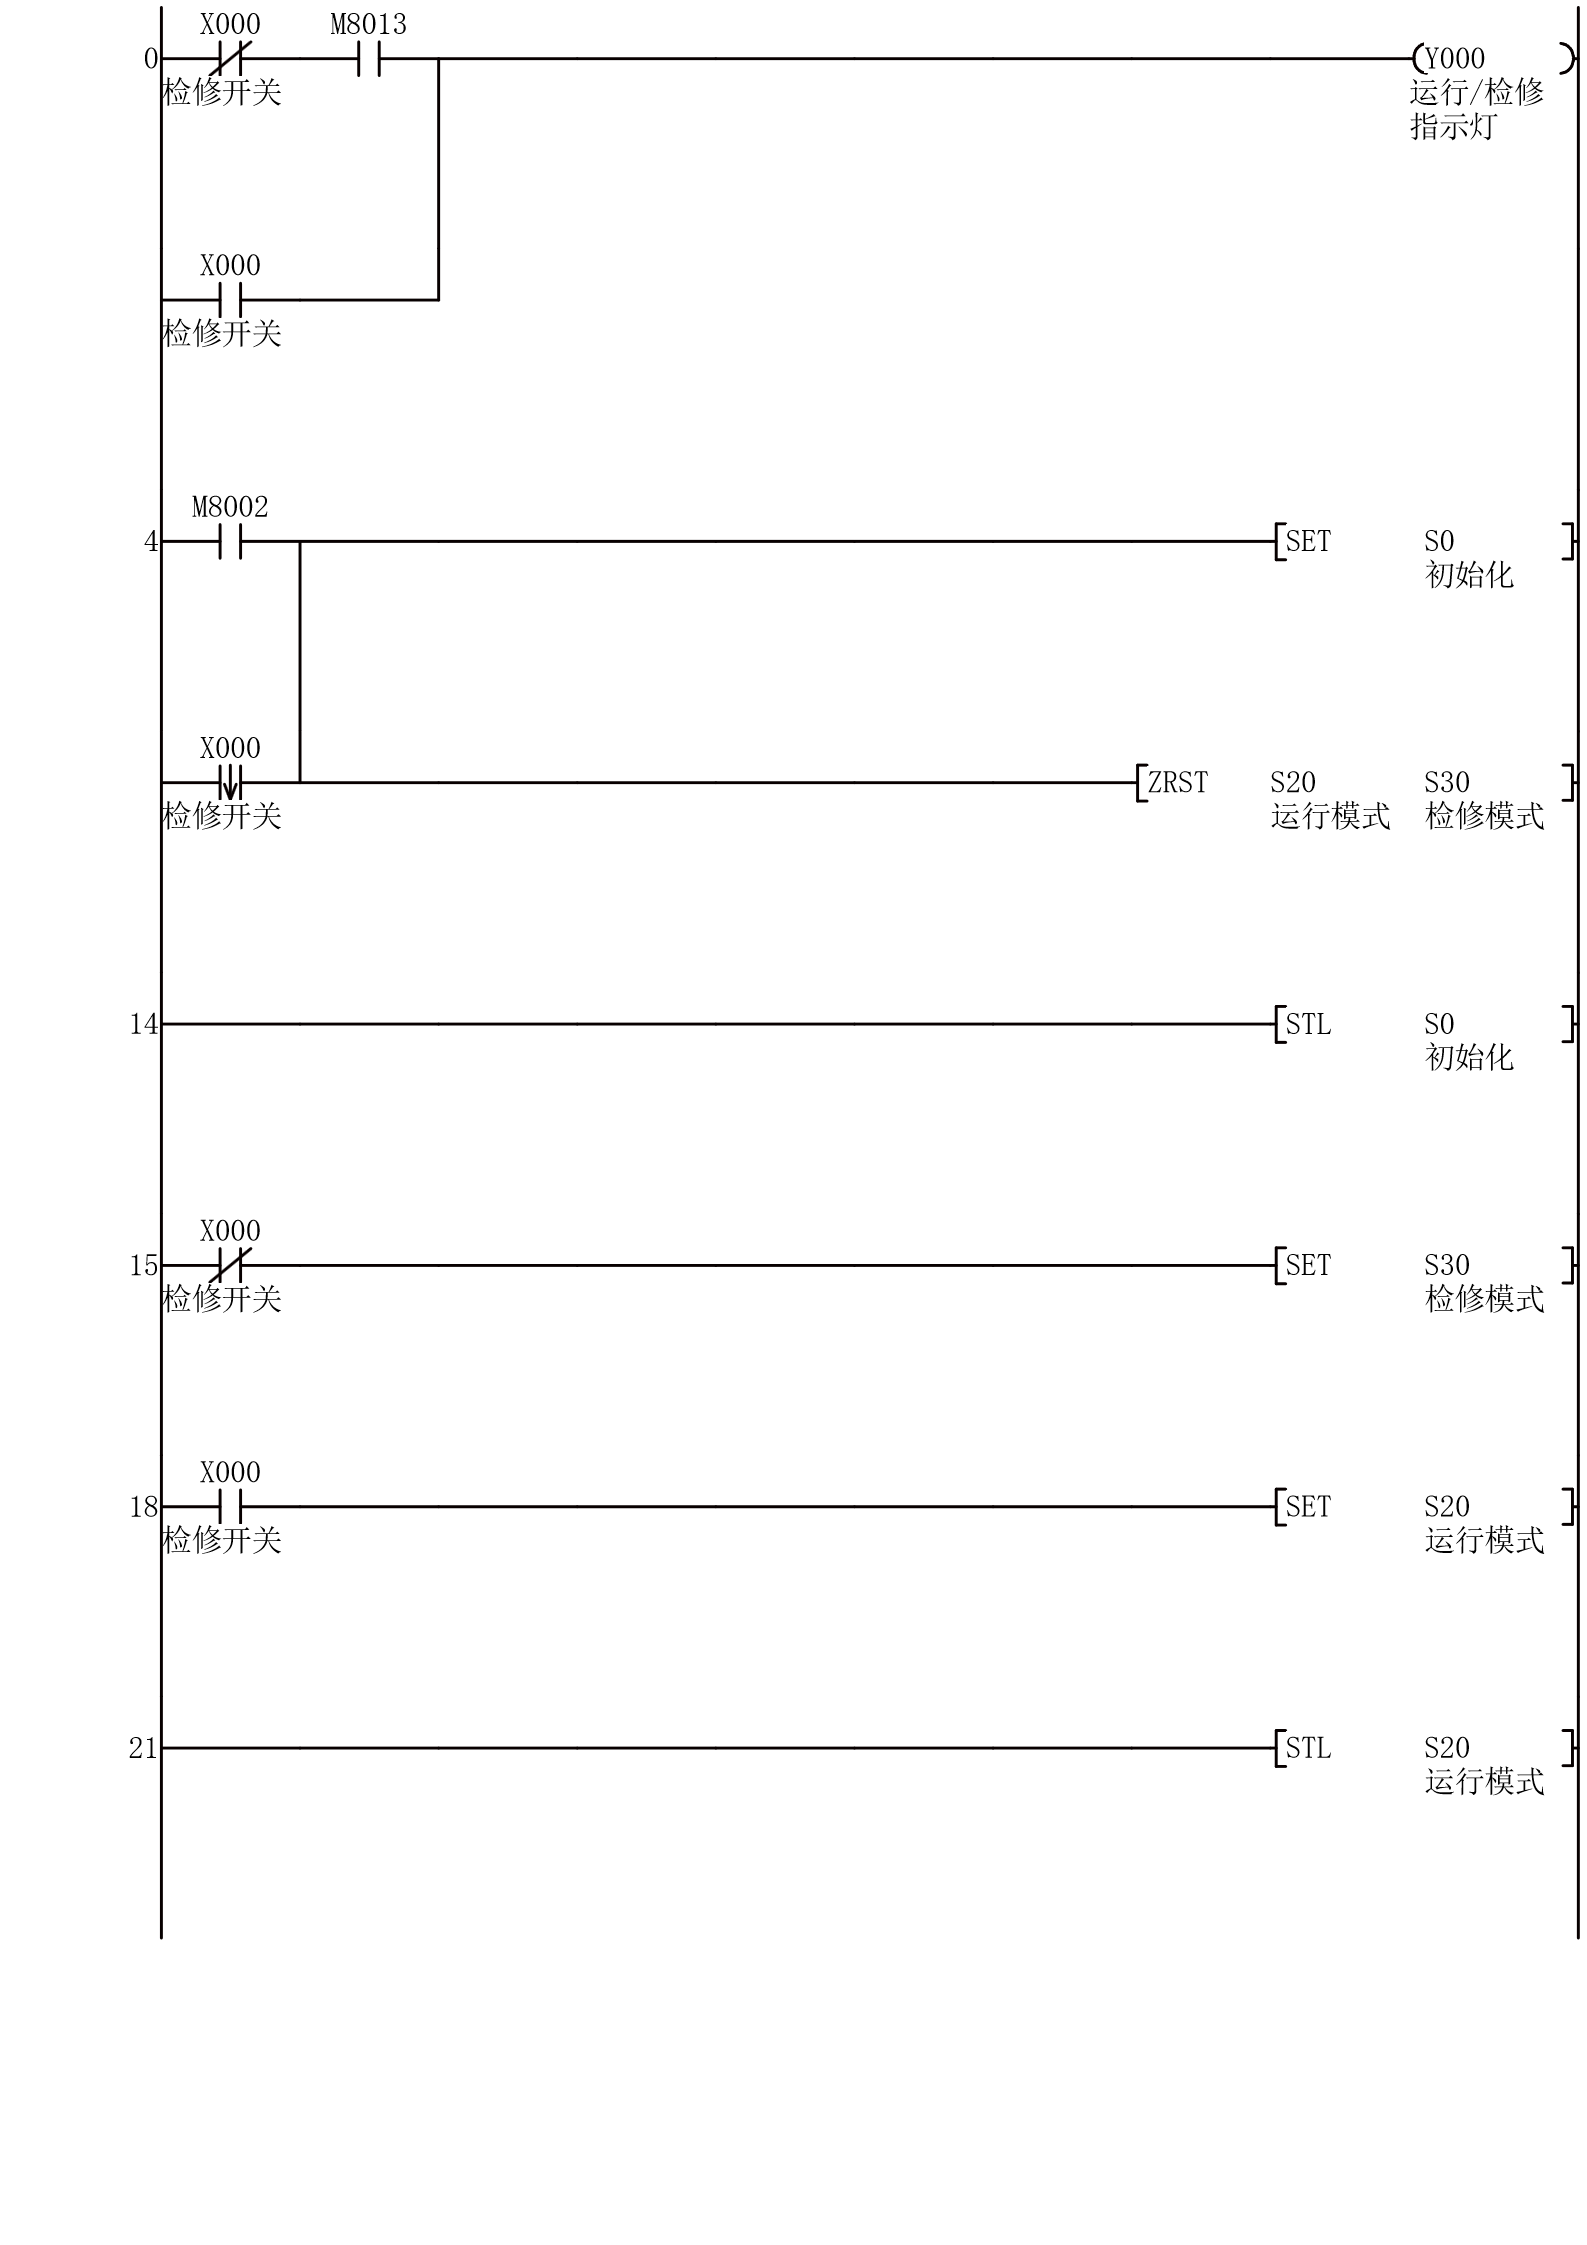 X000 M8013
0 Y000
检修开关 运行/检修
指示灯
X000
检修开关
M8002
4 SET S0
初始化
X000
ZRST S20 S30
检修开关 运行模式 检修模式
14 STL S0
初始化
X000
15 SET S30
检修开关 检修模式
X000
18 SET S20
检修开关 运行模式
21 STL S20
运行模式